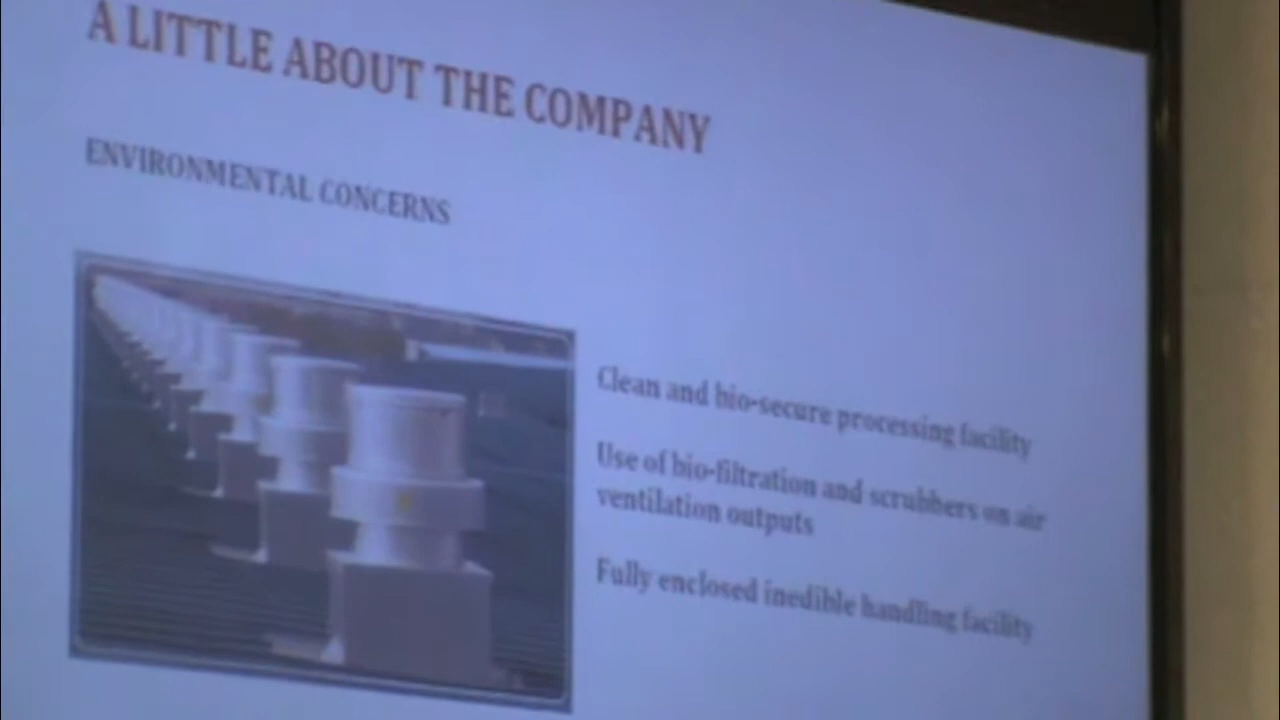 A LITTLE ABOUT THE COMPANY
ENVIRONMENTAL CONCERNS
Clean and bio-secure processing facility
Use of bio-filtration and scrubbers on air
ventilation outputs
Fully enclosed inedible handling facility